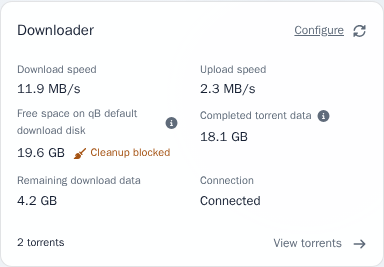 Downloader
Configure
Download speed
11.9 MB/s
Upload speed
2.3 MB/s
Free space on qB default
download disk
19.6 GB Cleanup blocked
Completed torrent data
18.1 GB
Remaining download data
4.2 GB
Connection
Connected
2 torrents
View torrents